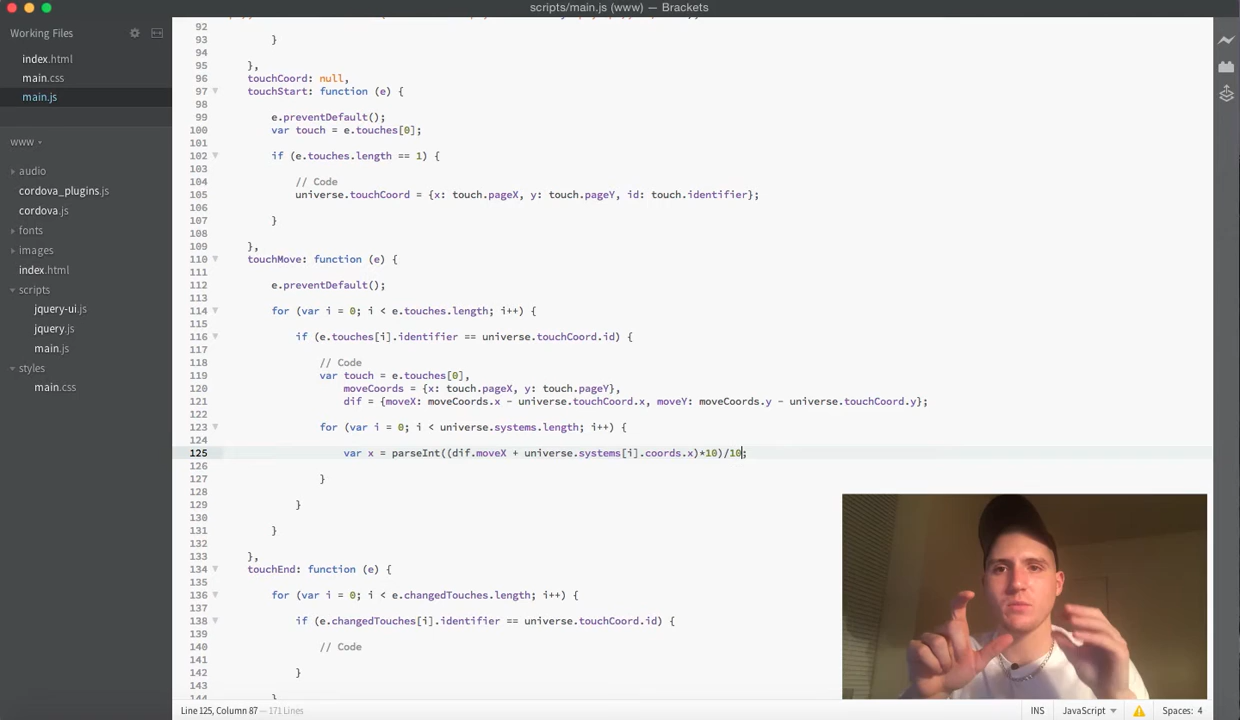 scripts/main.js (www) — Brackets
Working Files
index.html
main.css
main.js
www
audio
cordova_plugins.js
cordova.js
fonts
images
index.html
scripts
jquery-ui.js
jquery.js
main.js
styles
main.css
92
93 }
94
95 },
96 touchCoord: null,
97 touchStart: function (e) {
98
99 e.preventDefault();
100 var touch = e.touches[0];
101
102 if (e.touches.length == 1) {
103
104 // Code
105 universe.touchCoord = {x: touch.pageX, y: touch.pageY, id: touch.identifier};
106
107 }
108
109 },
110 touchMove: function (e) {
111
112 e.preventDefault();
113
114 for (var i = 0; i < e.touches.length; i++) {
115
116 if (e.touches[i].identifier == universe.touchCoord.id) {
117
118 // Code
119 var touch = e.touches[0],
120 moveCoords = {x: touch.pageX, y: touch.pageY},
121 dif = {moveX: moveCoords.x - universe.touchCoord.x, moveY: moveCoords.y - universe.touchCoord.y};
122
123 for (var i = 0; i < universe.systems.length; i++) {
124
125 var x = parseInt((dif.moveX + universe.systems[i].coords.x)*10)/10;
126
127 }
128
129 }
130
131 }
132
133 },
134 touchEnd: function (e) {
135
136 for (var i = 0; i < e.changedTouches.length; i++) {
137
138 if (e.changedTouches[i].identifier == universe.touchCoord.id) {
139
140 // Code
141
142 }
143
Line 125, Column 87 — 171 Lines
INS
JavaScript
Spaces: 4